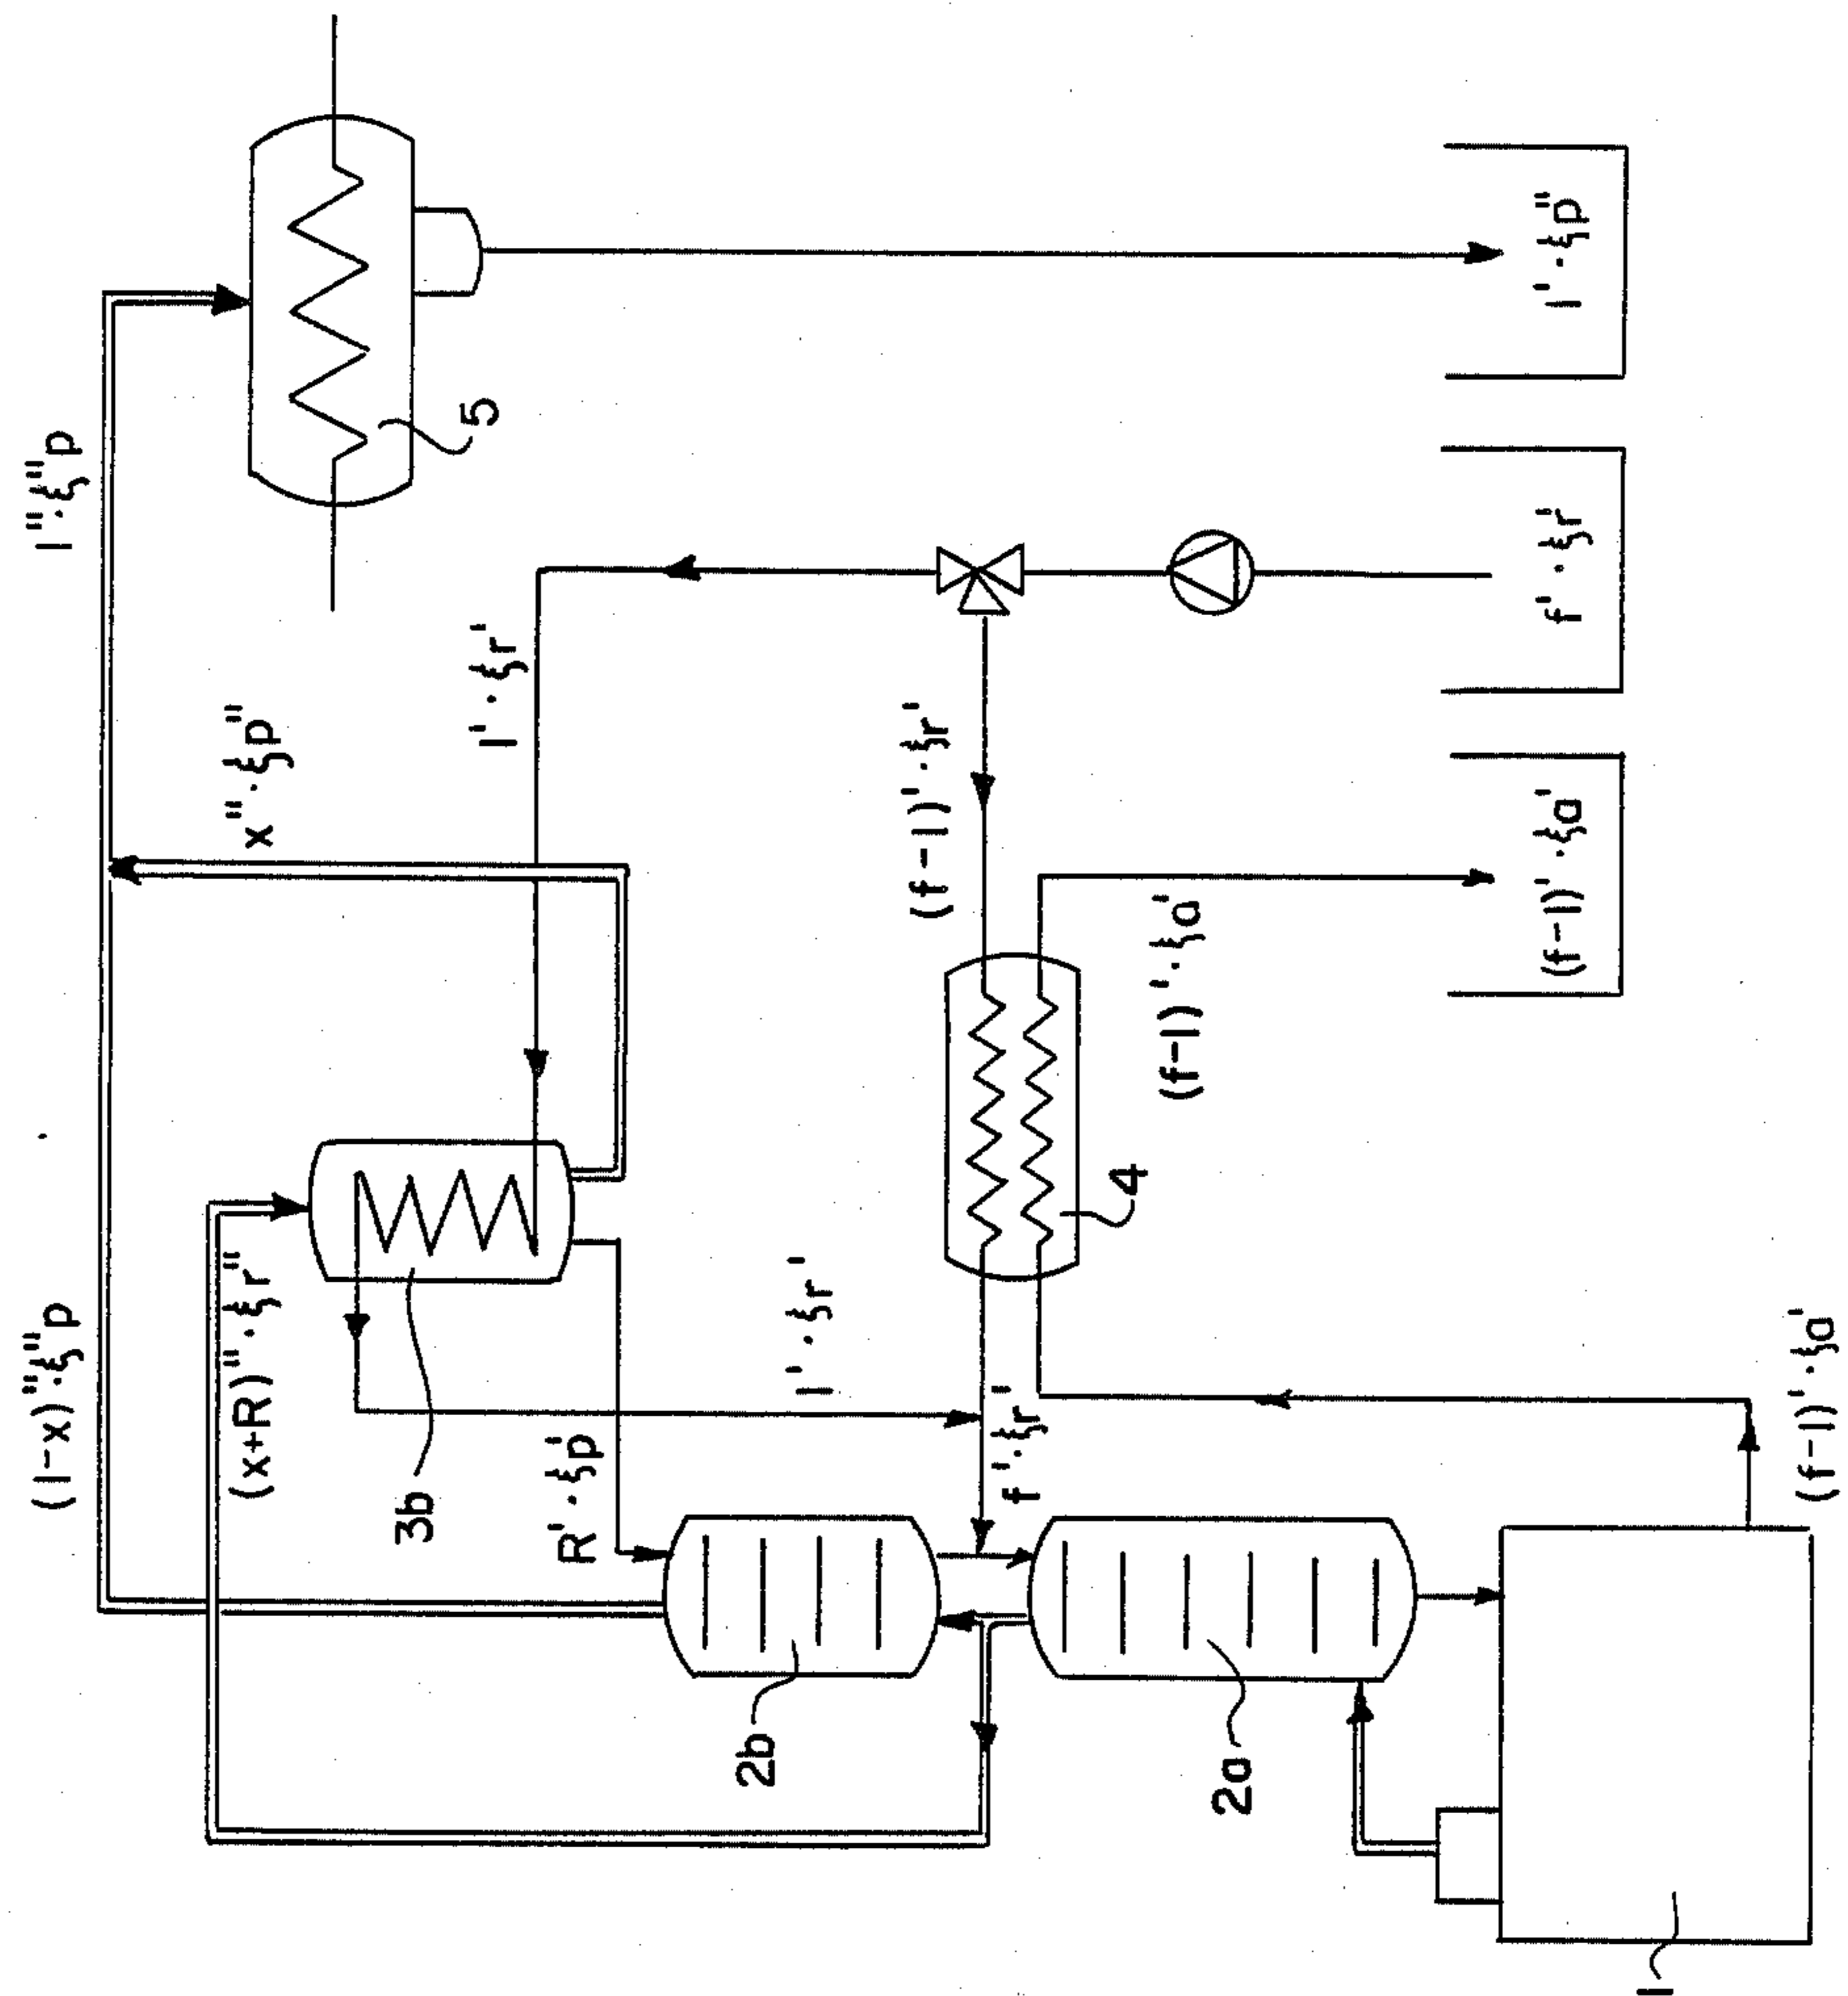 (1-x)"·ξ"p
1"·ξ"p
(x+R)"·ξr"
x"·ξp"
3b
1'·ξr'
5
R'·ξp'
2b
1'·ξr'
(f-1)'·ξr'
f'·ξr'
4
(f-1)'·ξa'
2a
(f-1)'·ξa'
f'·ξr'
1'·ξp"
1
(f-1)'·ξa'